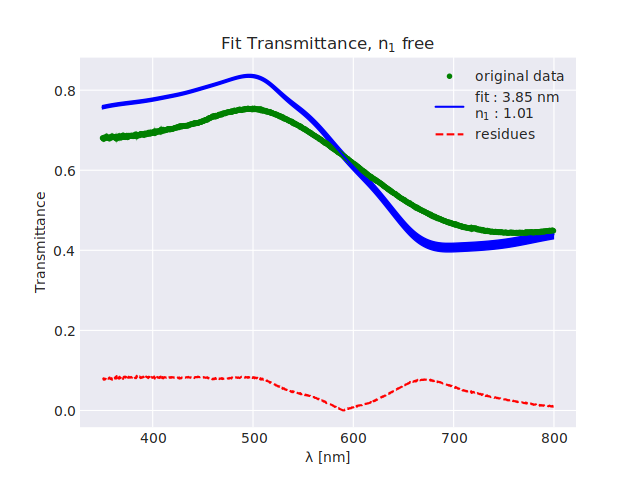 Fit Transmittance, n₁ free
original data
fit : 3.85 nm
n₁ : 1.01
residues
0.8
0.6
0.4
0.2
0.0
Transmittance
400 500 600 700 800
λ [nm]